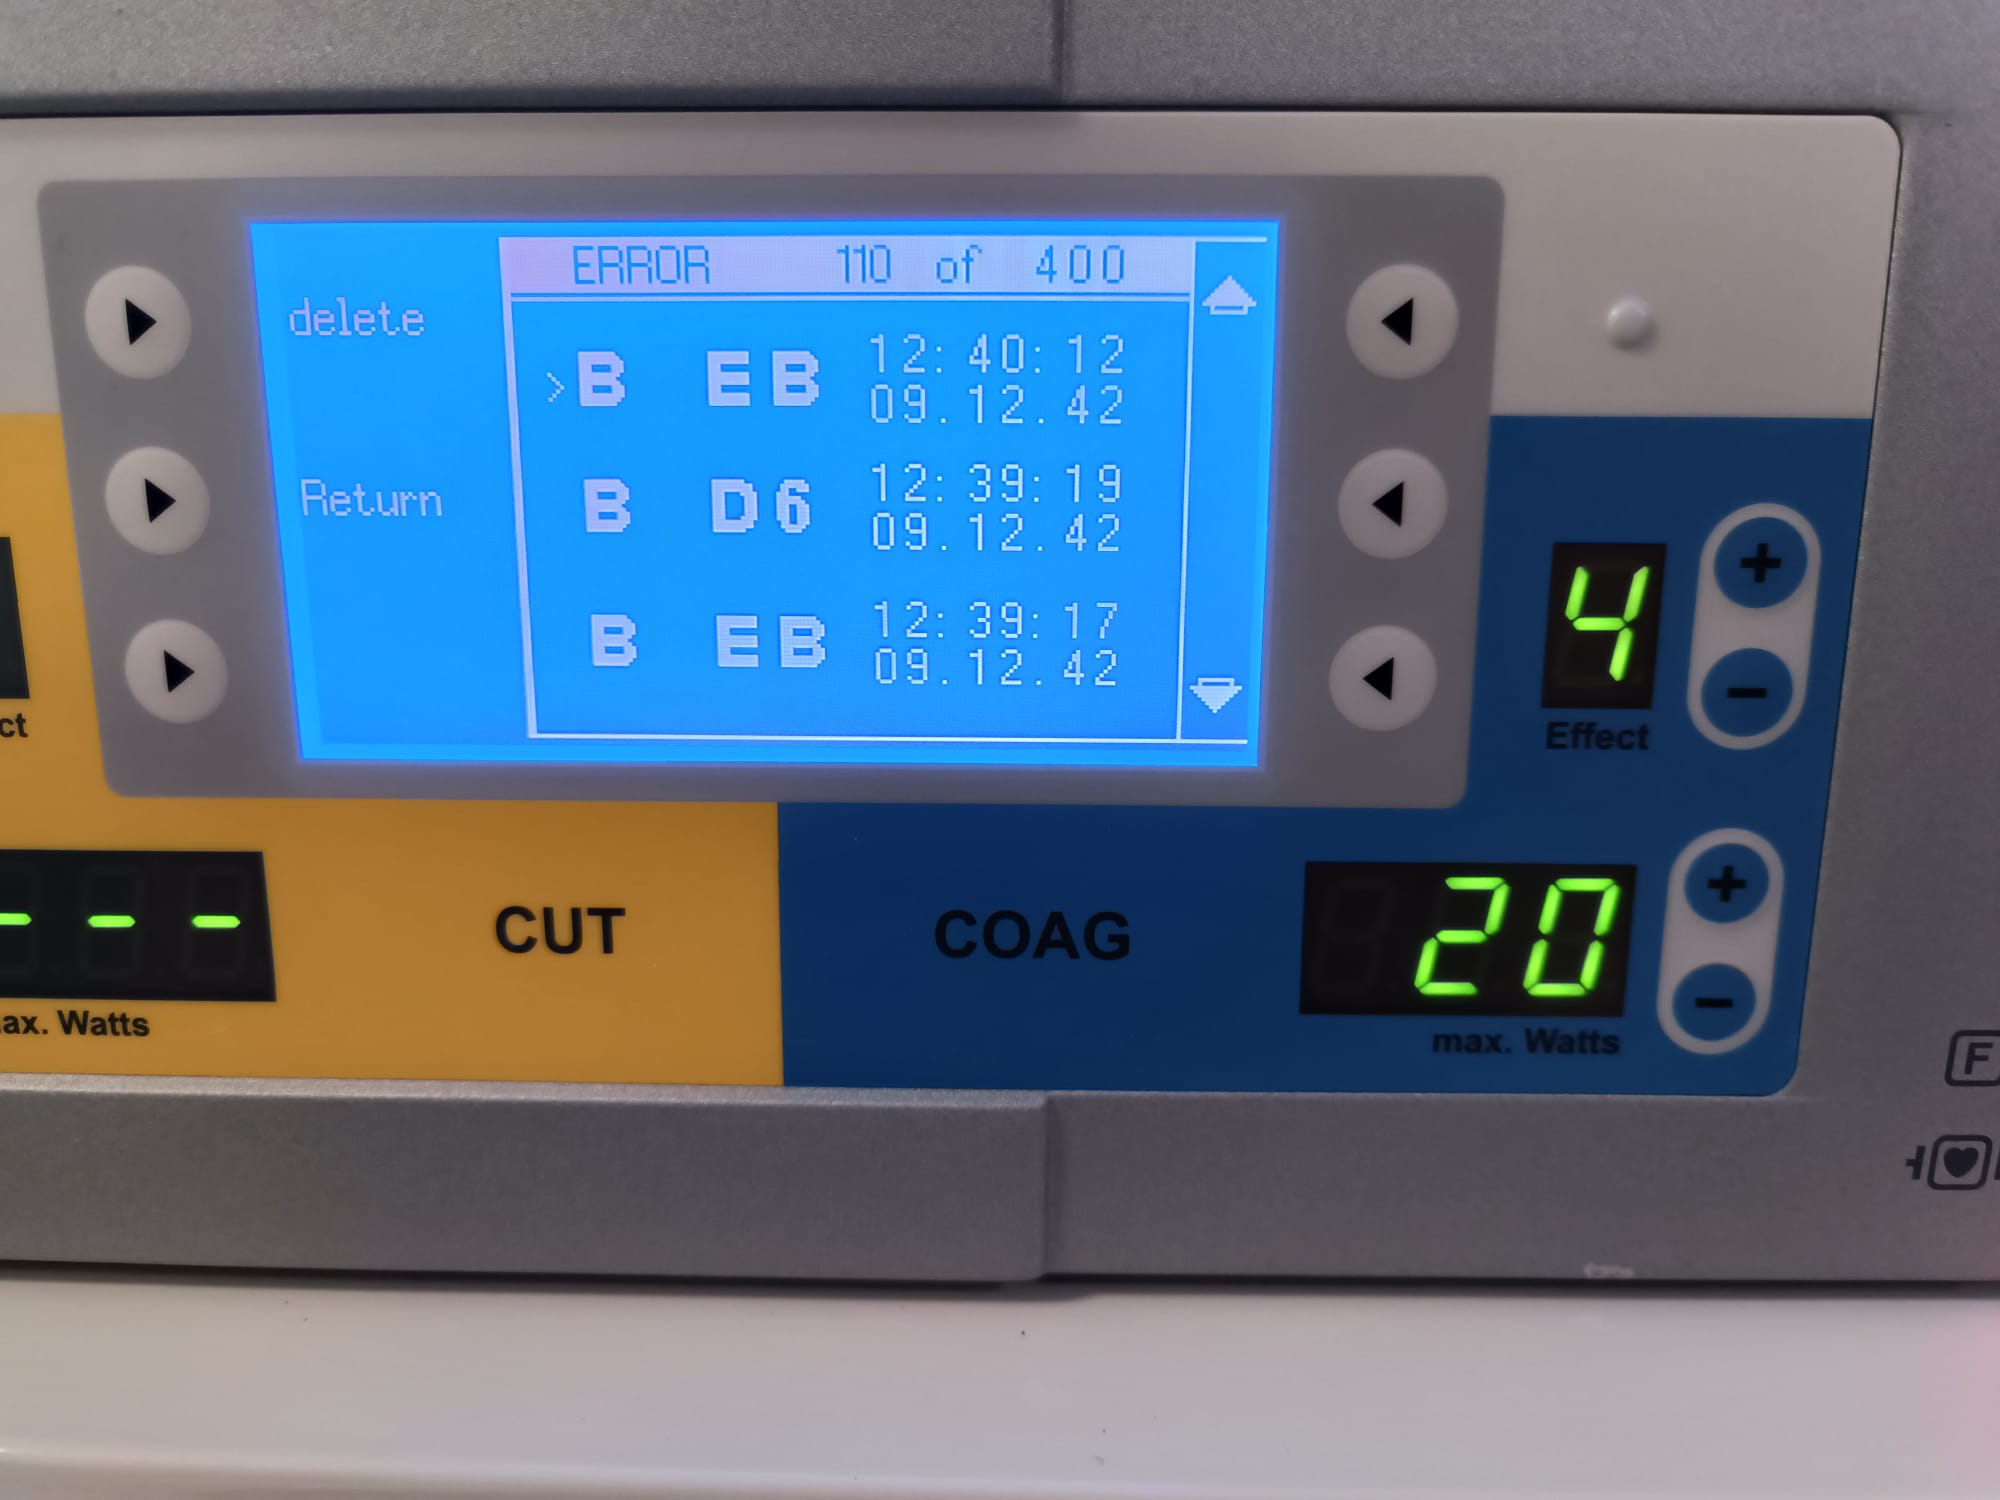 ERROR 110 of 400
delete
>B EB 12:40:12
09.12.42
Return
B D6 12:39:19
09.12.42
B EB 12:39:17
09.12.42
4
Effect
ct
- - -
CUT
COAG
20
ax. Watts
max. Watts
F